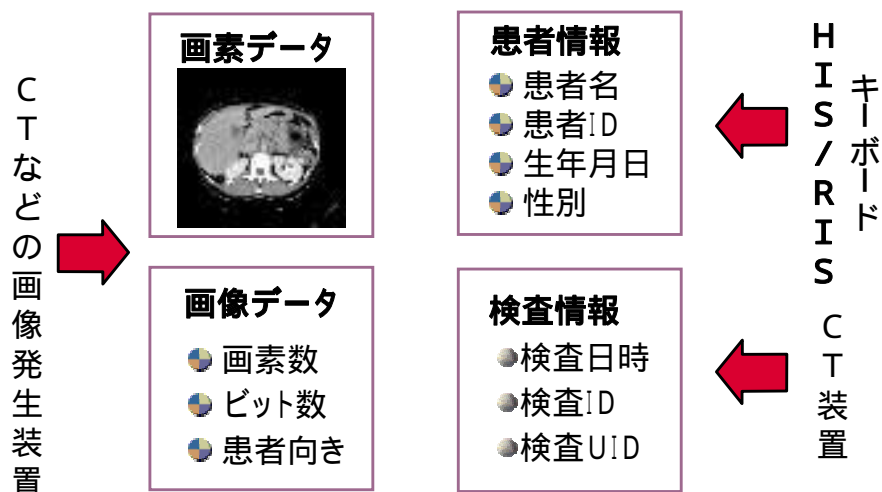 CTなどの画像発生装置
画素データ
画像データ
画素数
ビット数
患者向き
患者情報
患者名
患者ID
生年月日
性別
検査情報
検査日時
検査ID
検査UID
HIS/RIS
キーボード
CT装置